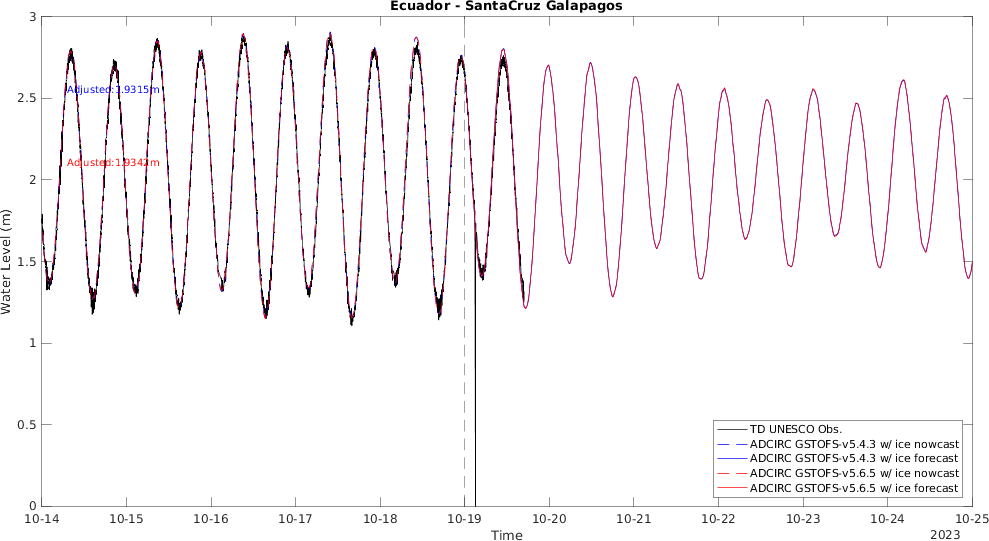 Ecuador - SantaCruz Galapagos
3
2.5
2
1.5
1
0.5
0
Water Level (m)
Adjusted:1.9315m
Adjusted:1.9342m
TD UNESCO Obs.
ADCIRC GSTOFS-v5.4.3 w/ ice nowcast
ADCIRC GSTOFS-v5.4.3 w/ ice forecast
ADCIRC GSTOFS-v5.6.5 w/ ice nowcast
ADCIRC GSTOFS-v5.6.5 w/ ice forecast
10-14 10-15 10-16 10-17 10-18 10-19 10-20 10-21 10-22 10-23 10-24 10-25
Time
2023